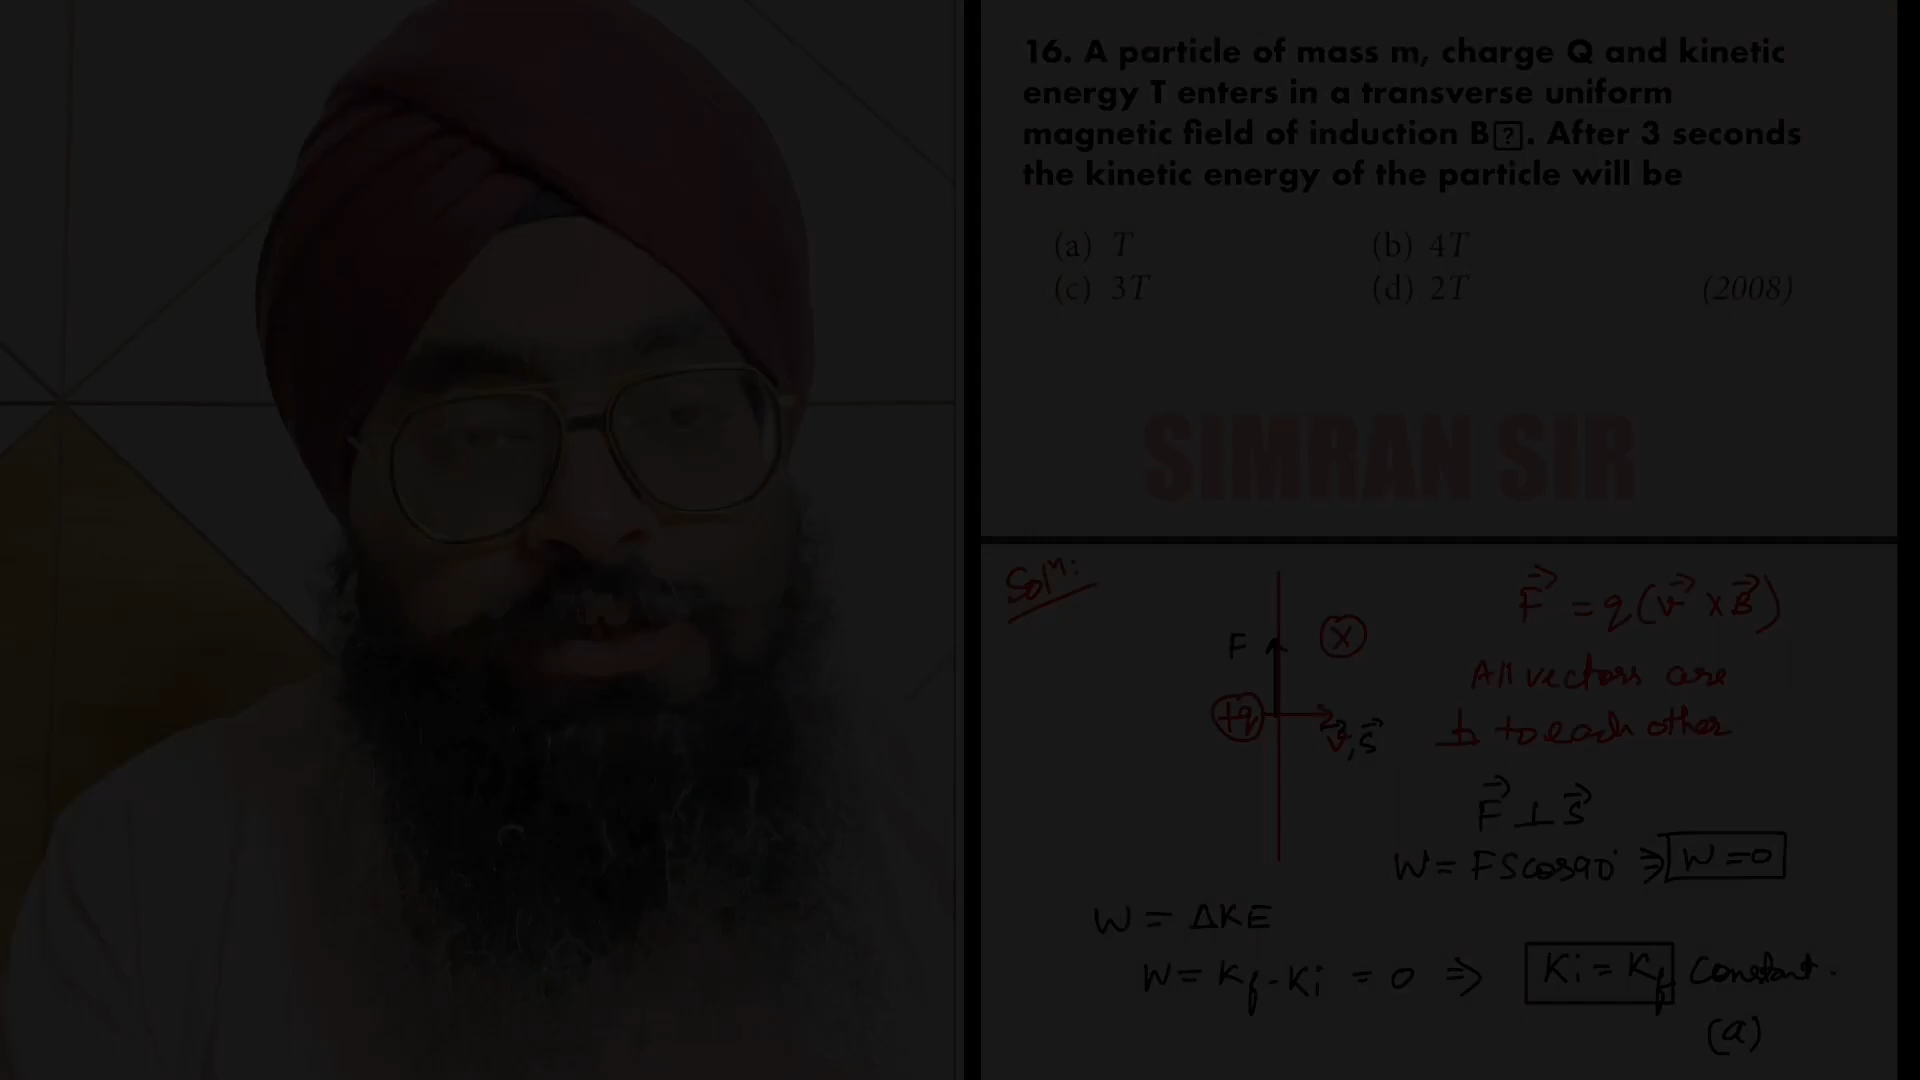 16. A particle of mass m, charge Q and kinetic
energy T enters in a transverse uniform
magnetic field of induction B⍰. After 3 seconds
the kinetic energy of the particle will be
(a) T (b) 4T
(c) 3T (d) 2T (2008)
SIMRAN SIR
Solⁿ:
F⃗ = q(v⃗ × B⃗)
F
X
All vectors are
+q
v⃗, s⃗
⊥ to each other
F⃗ ⊥ s⃗
W = FS cos90° ⇒ W = 0
W = ΔKE
W = Kf - Ki = 0 ⇒ Ki = Kf Constant.
(a)